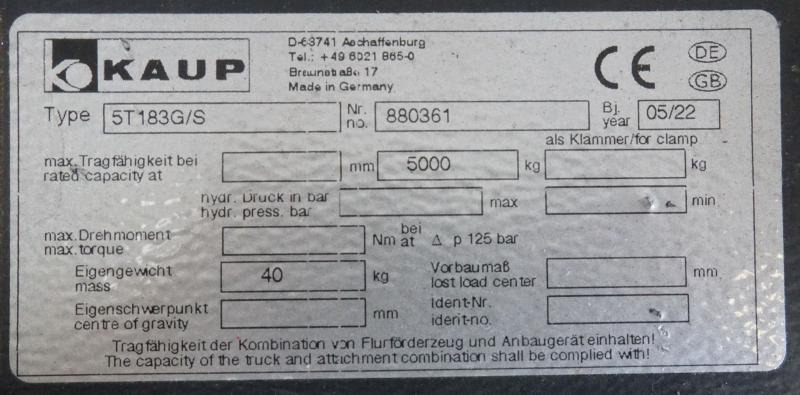 KAUP
D-63741 Aschaffenburg
Tel.: +49 6021 865-0
Braunstraße 17
Made in Germany
CE
DE
GB
Type 5T183G/S Nr. no. 880361 Bj. year 05/22
als Klammer/for clamp
max. Tragfähigkeit bei
rated capacity at mm 5000 kg kg
hydr. Druck in bar
hydr. press. bar max min
max. Drehmoment
max. torque Nm bei at Δ p 125 bar
Eigengewicht
mass 40 kg
Vorbaumaß
lost load center mm
Eigenschwerpunkt
centre of gravity mm
Ident-Nr.
ident-no.
Tragfähigkeit der Kombination von Flurförderzeug und Anbaugerät einhalten!
The capacity of the truck and attachment combination shall be complied with!